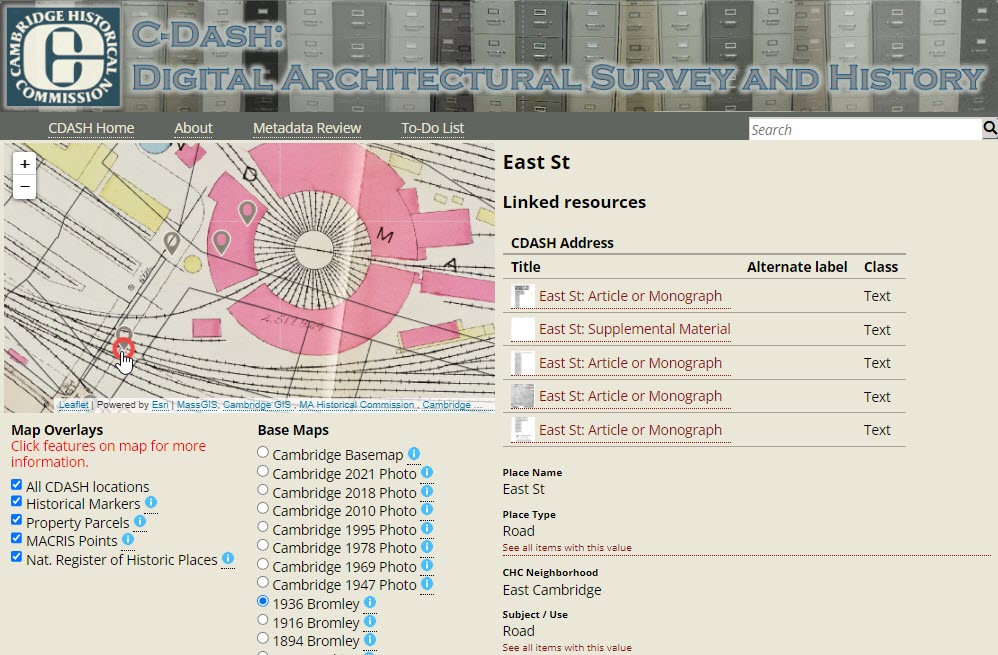 CAMBRIDGE HISTORICAL COMMISSION
C-DASH:
DIGITAL ARCHITECTURAL SURVEY AND HISTORY
CDASH Home About Metadata Review To-Do List Search
+
−
D
M
A
2,517,924
Leaflet | Powered by Esri | MassGIS, Cambridge GIS , MA Historical Commission , Cambridge ...
Map Overlays
Click features on map for more
information.
All CDASH locations
Historical Markers
Property Parcels
MACRIS Points
Nat. Register of Historic Places
Base Maps
Cambridge Basemap
Cambridge 2021 Photo
Cambridge 2018 Photo
Cambridge 2010 Photo
Cambridge 1995 Photo
Cambridge 1978 Photo
Cambridge 1969 Photo
Cambridge 1947 Photo
1936 Bromley
1916 Bromley
1894 Bromley
East St
Linked resources
CDASH Address
Title Alternate label Class
East St: Article or Monograph Text
East St: Supplemental Material Text
East St: Article or Monograph Text
East St: Article or Monograph Text
East St: Article or Monograph Text
Place Name
East St
Place Type
Road
See all items with this value
CHC Neighborhood
East Cambridge
Subject / Use
Road
See all items with this value